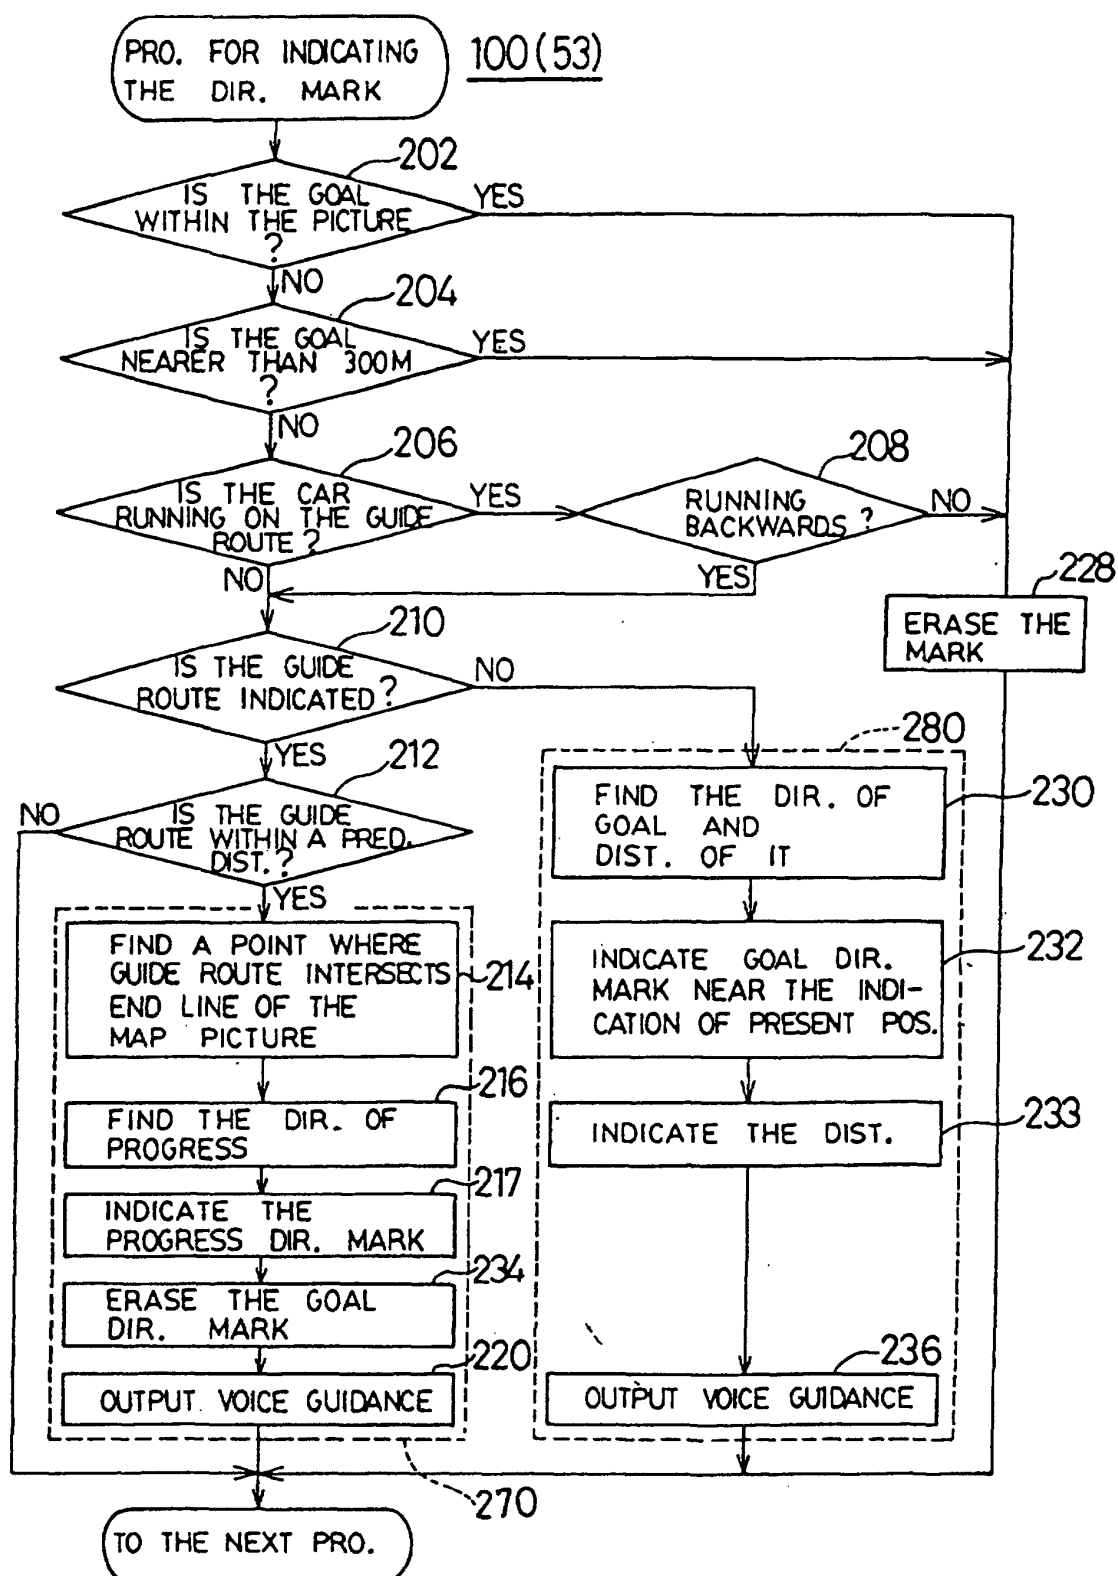 PRO. FOR INDICATING
THE DIR. MARK
100(53)
202
IS THE GOAL
WITHIN THE PICTURE
?
YES
NO
204
IS THE GOAL
NEARER THAN 300M
?
YES
NO
206
IS THE CAR
RUNNING ON THE GUIDE
ROUTE?
YES
208
RUNNING
BACKWARDS?
NO
NO
YES
228
ERASE THE
MARK
210
IS THE GUIDE
ROUTE INDICATED?
NO
YES
212
NO
IS THE GUIDE
ROUTE WITHIN A PRED.
DIST.?
YES
280
FIND THE DIR. OF
GOAL AND
DIST. OF IT
230
FIND A POINT WHERE
GUIDE ROUTE INTERSECTS
END LINE OF THE
MAP PICTURE
214
INDICATE GOAL DIR.
MARK NEAR THE INDI-
CATION OF PRESENT POS.
232
216
FIND THE DIR. OF
PROGRESS
INDICATE THE DIST.
233
217
INDICATE THE
PROGRESS DIR. MARK
234
ERASE THE GOAL
DIR. MARK
220
OUTPUT VOICE GUIDANCE
236
OUTPUT VOICE GUIDANCE
270
TO THE NEXT PRO.